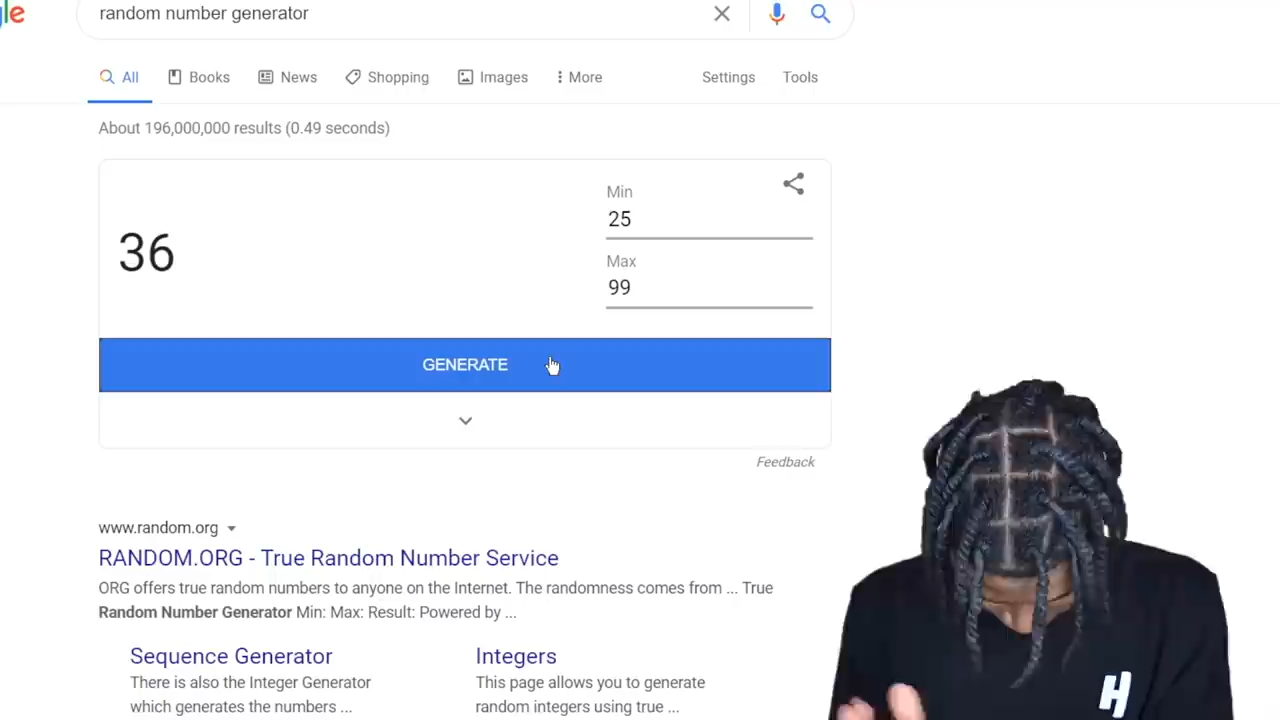 le
random number generator
All Books News Shopping Images More Settings Tools
About 196,000,000 results (0.49 seconds)
Min
25
36
Max
99
GENERATE
Feedback
www.random.org
RANDOM.ORG - True Random Number Service
ORG offers true random numbers to anyone on the Internet. The randomness comes from ... True
Random Number Generator Min: Max: Result: Powered by ...
Sequence Generator
There is also the Integer Generator
which generates the numbers ...
Integers
This page allows you to generate
random integers using true ...
H